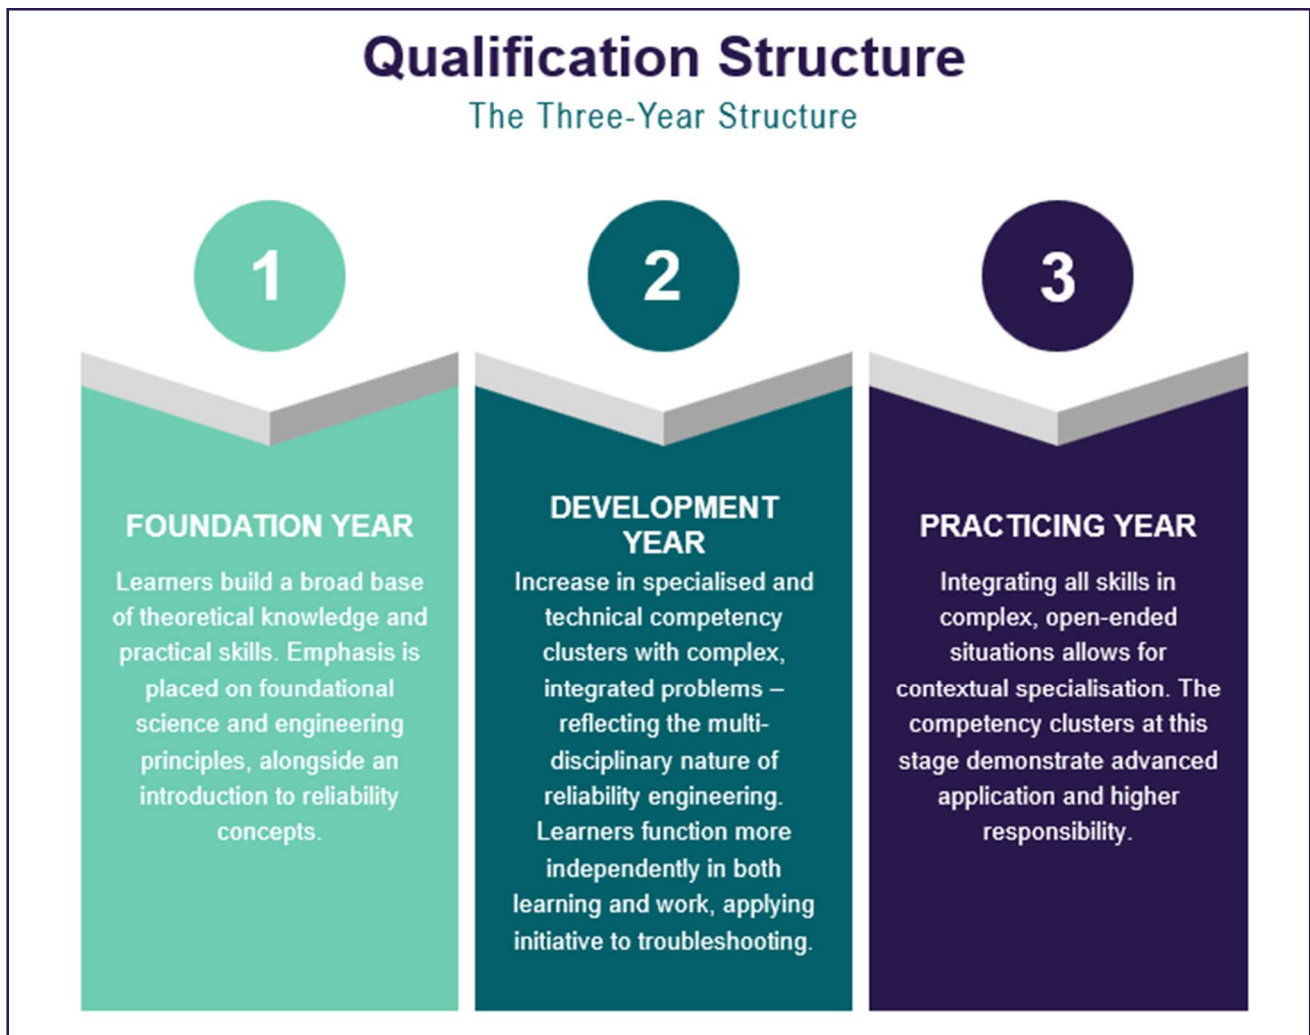 Qualification Structure
The Three-Year Structure
1
FOUNDATION YEAR
Learners build a broad base
of theoretical knowledge and
practical skills. Emphasis is
placed on foundational
science and engineering
principles, alongside an
introduction to reliability
concepts.
2
DEVELOPMENT
YEAR
Increase in specialised and
technical competency
clusters with complex,
integrated problems –
reflecting the multi-
disciplinary nature of
reliability engineering.
Learners function more
independently in both
learning and work, applying
initiative to troubleshooting.
3
PRACTICING YEAR
Integrating all skills in
complex, open-ended
situations allows for
contextual specialisation. The
competency clusters at this
stage demonstrate advanced
application and higher
responsibility.